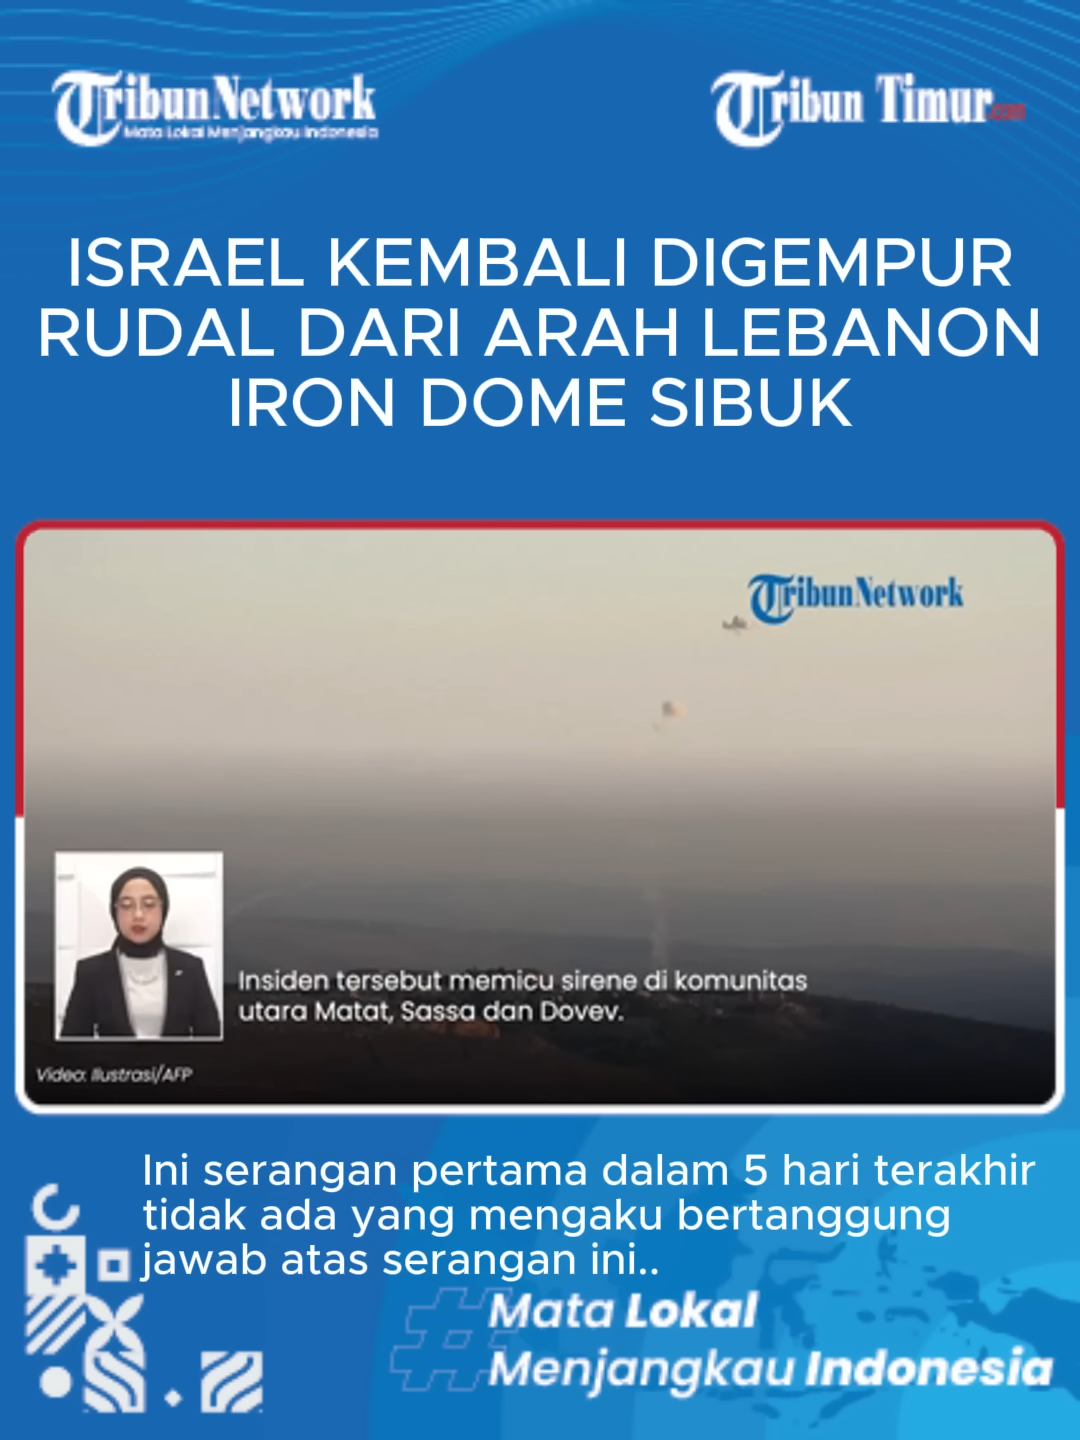 TribunNetwork
Mata Lokal Menjangkau Indonesia
Tribun Timur.com
ISRAEL KEMBALI DIGEMPUR
RUDAL DARI ARAH LEBANON
IRON DOME SIBUK
TribunNetwork
Insiden tersebut memicu sirene di komunitas
utara Matat, Sassa dan Dovev.
Video: Ilustrasi/AFP
Ini serangan pertama dalam 5 hari terakhir
tidak ada yang mengaku bertanggung
jawab atas serangan ini..
#Mata Lokal
Menjangkau Indonesia